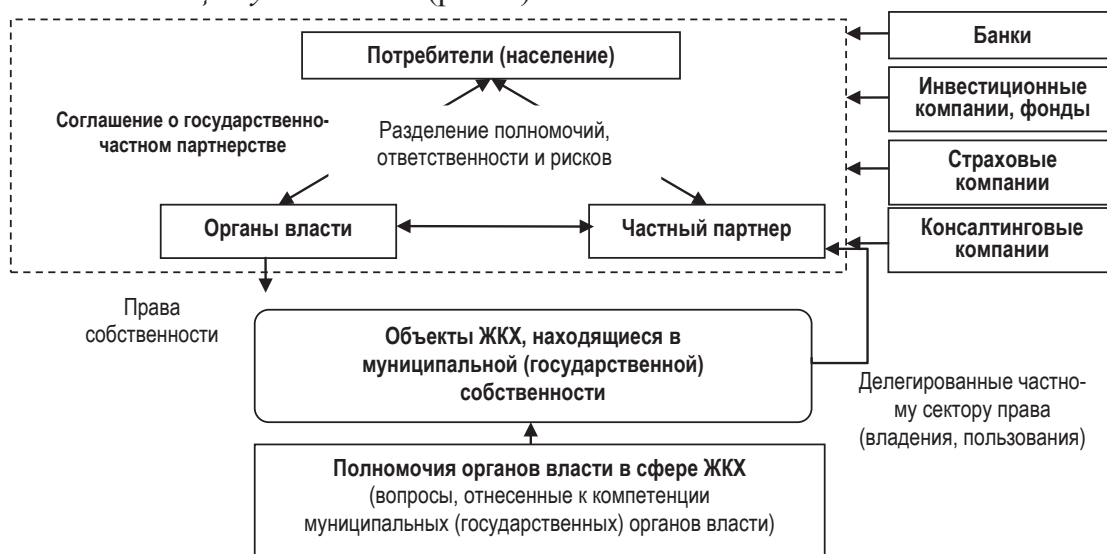 Банки
Потребители (население)
Инвестиционные
компании, фонды
Соглашение о государственно-
частном партнерстве
Разделение полномочий,
ответственности и рисков
Страховые
компании
Органы власти
Частный партнер
Консалтинговые
компании
Права
собственности
Объекты ЖКХ, находящиеся в
муниципальной (государственной)
собственности
Делегированные частно-
му сектору права
(владения, пользования)
Полномочия органов власти в сфере ЖКХ
(вопросы, отнесенные к компетенции
муниципальных (государственных) органов власти)